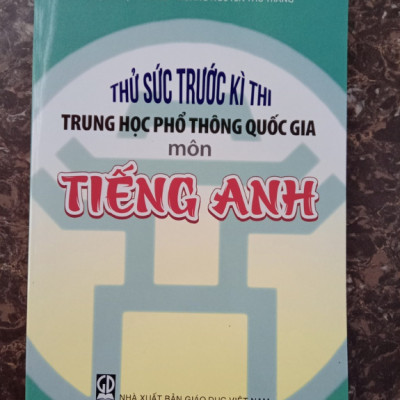 THỬ SỨC TRƯỚC KÌ THI
TRUNG HỌC PHỔ THÔNG QUỐC GIA
môn
TIẾNG ANH
GD
NHÀ XUẤT BẢN GIÁO DỤC VIỆT NAM